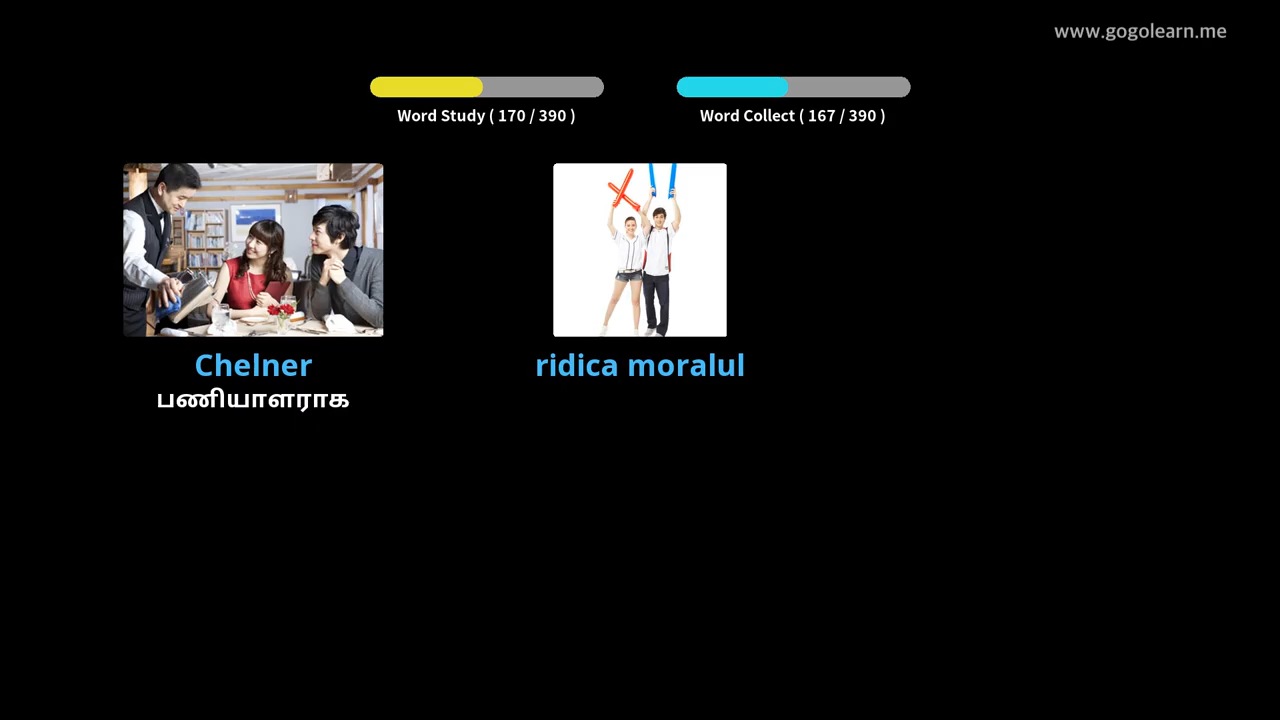 www.gogolearn.me
Word Study ( 170 / 390 )
Word Collect ( 167 / 390 )
Chelner
பணியாளராக
ridica moralul